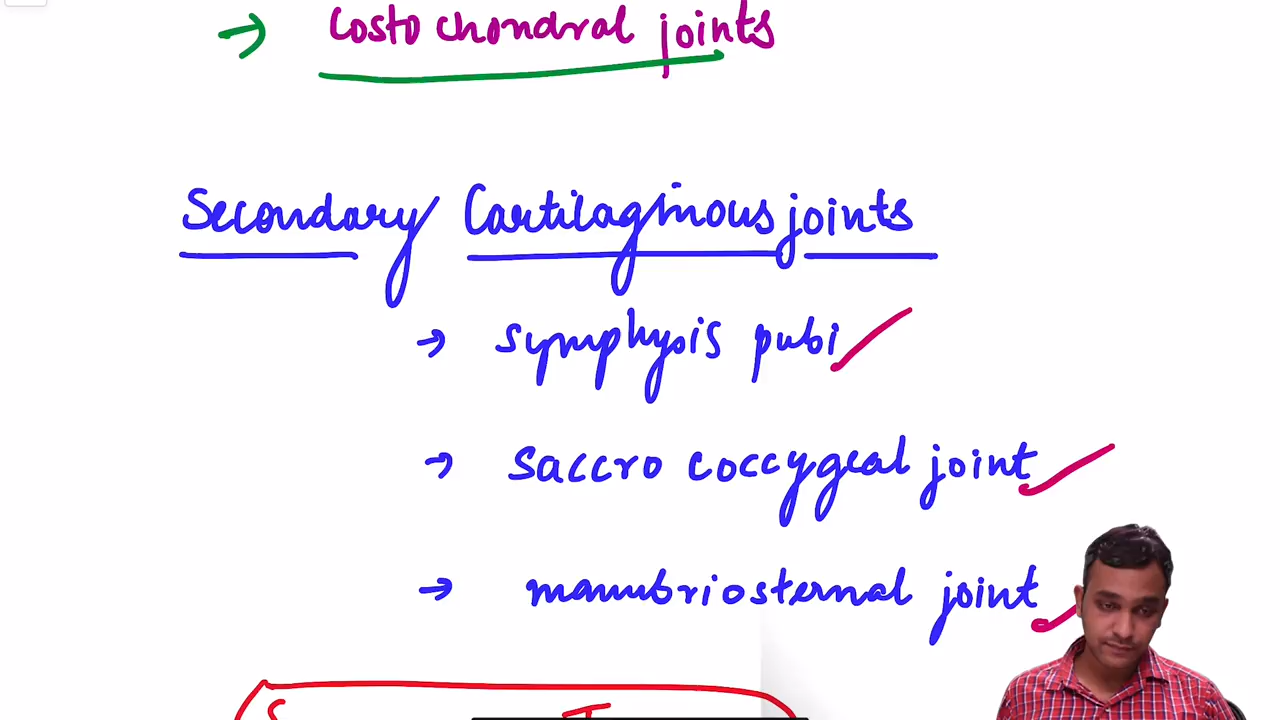 → Costo chondral joints
Secondary Cartilaginous joints
→ symphysis pubi
→ saccro coccygeal joint
→ manubriosternal joint